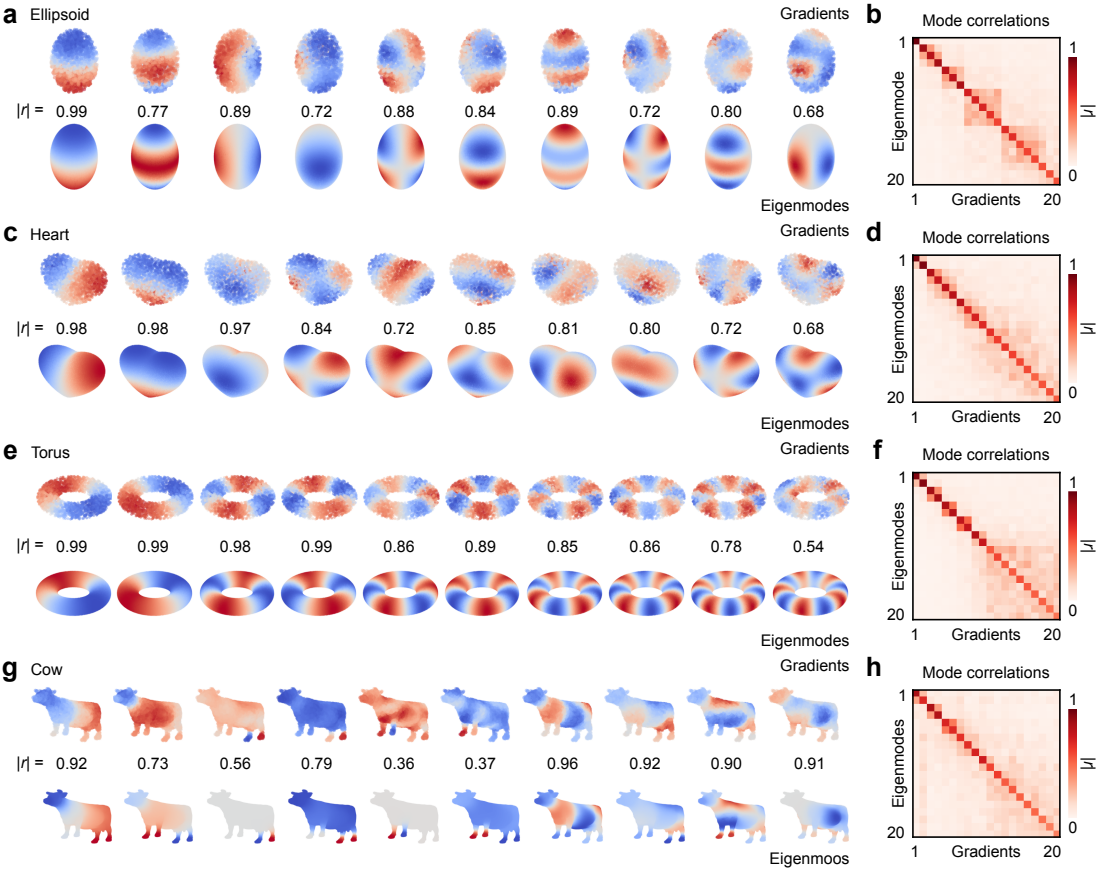 a Ellipsoid Gradients
|r| = 0.99 0.77 0.89 0.72 0.88 0.84 0.89 0.72 0.80 0.68
Eigenmodes
b
Mode correlations
1
Eigenmode
20
1 Gradients 20
1
|r|
0
c Heart Gradients
|r| = 0.98 0.98 0.97 0.84 0.72 0.85 0.81 0.80 0.72 0.68
Eigenmodes
d
Mode correlations
1
Eigenmodes
20
1 Gradients 20
1
|r|
0
e Torus Gradients
|r| = 0.99 0.99 0.98 0.99 0.86 0.89 0.85 0.86 0.78 0.54
Eigenmodes
f
Mode correlations
1
Eigenmodes
20
1 Gradients 20
1
|r|
0
g Cow Gradients
|r| = 0.92 0.73 0.56 0.79 0.36 0.37 0.96 0.92 0.90 0.91
Eigenmoos
h
Mode correlations
1
Eigenmodes
20
1 Gradients 20
1
|r|
0